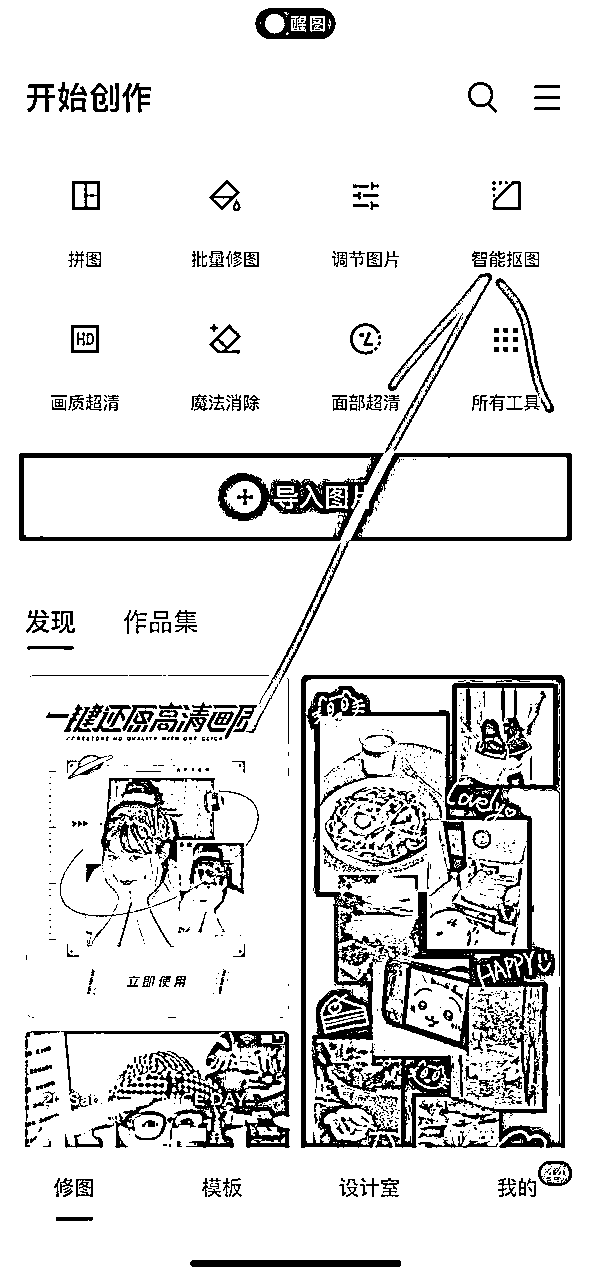 醒图
开始创作
拼图 批量修图 调节图片 智能抠图
HD
画质超清 魔法消除 面部超清 所有工具
导入图片
发现 作品集
一键还原高清画质
Lovely
HAPPY
立即使用
修图 模板 设计室 我的